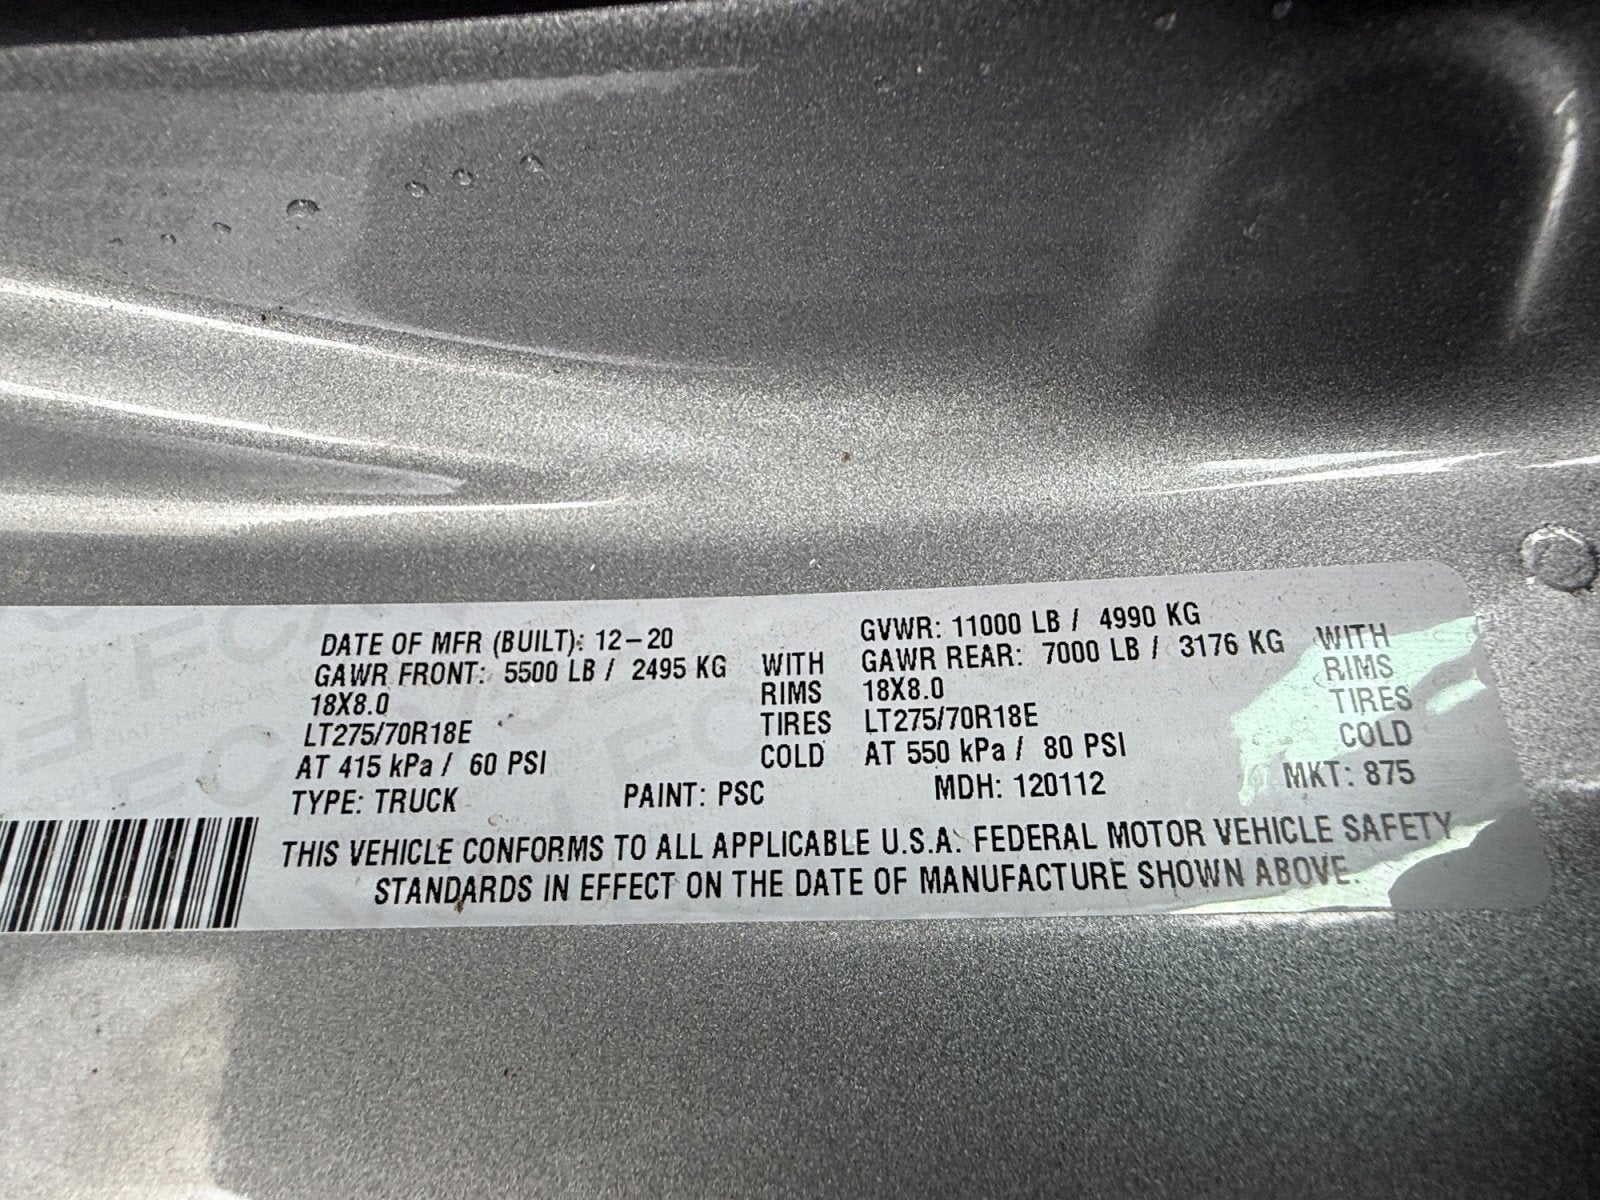 DATE OF MFR (BUILT): 12-20 GVWR: 11000 LB / 4990 KG
GAWR FRONT: 5500 LB / 2495 KG WITH GAWR REAR: 7000 LB / 3176 KG WITH
18X8.0 RIMS 18X8.0 RIMS
LT275/70R18E TIRES LT275/70R18E TIRES
AT 415 kPa / 60 PSI COLD AT 550 kPa / 80 PSI COLD
TYPE: TRUCK PAINT: PSC MDH: 120112 MKT: 875
THIS VEHICLE CONFORMS TO ALL APPLICABLE U.S.A. FEDERAL MOTOR VEHICLE SAFETY
STANDARDS IN EFFECT ON THE DATE OF MANUFACTURE SHOWN ABOVE.